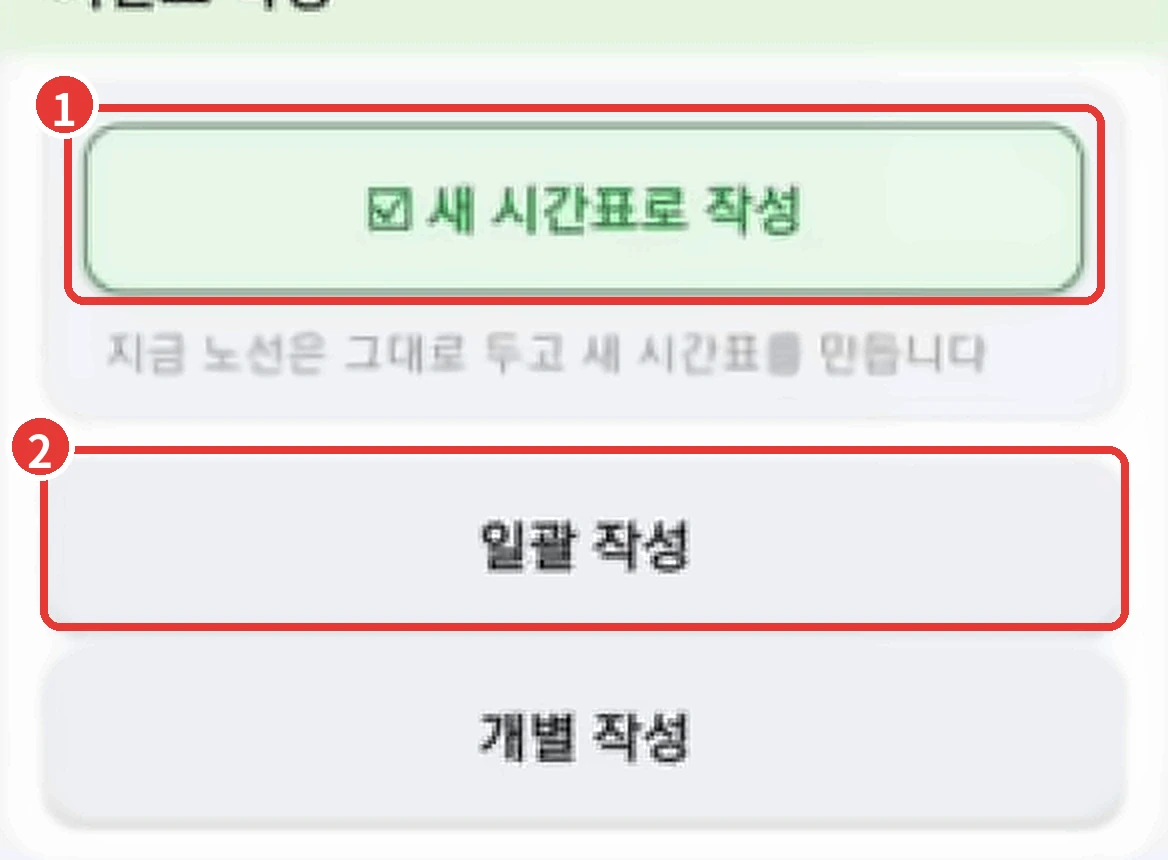 1
☑ 새 시간표로 작성
지금 노선은 그대로 두고 새 시간표를 만듭니다
2
일괄 작성
개별 작성